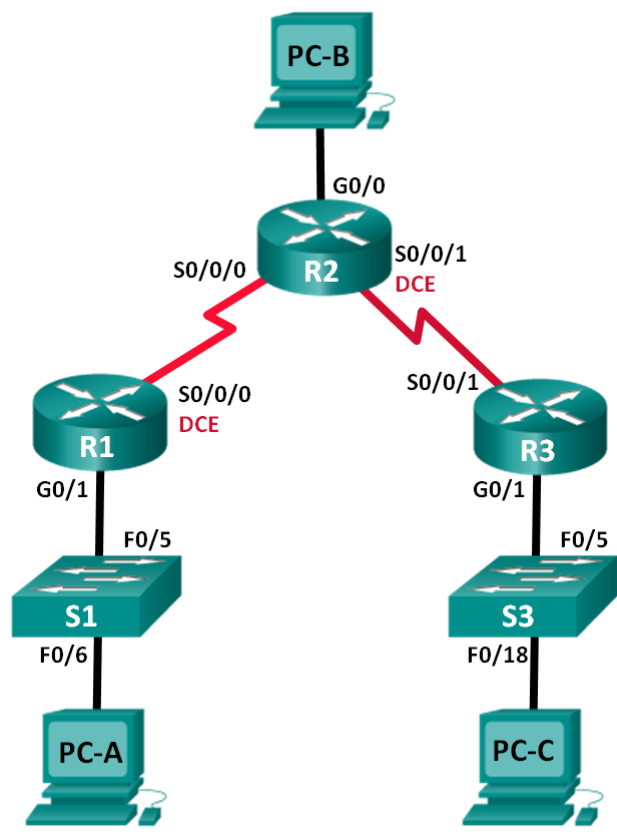 PC-B
G0/0
S0/0/0
R2
S0/0/1
DCE
S0/0/0
DCE
S0/0/1
R1
R3
G0/1
G0/1
F0/5
F0/5
S1
S3
F0/6
F0/18
PC-A
PC-C